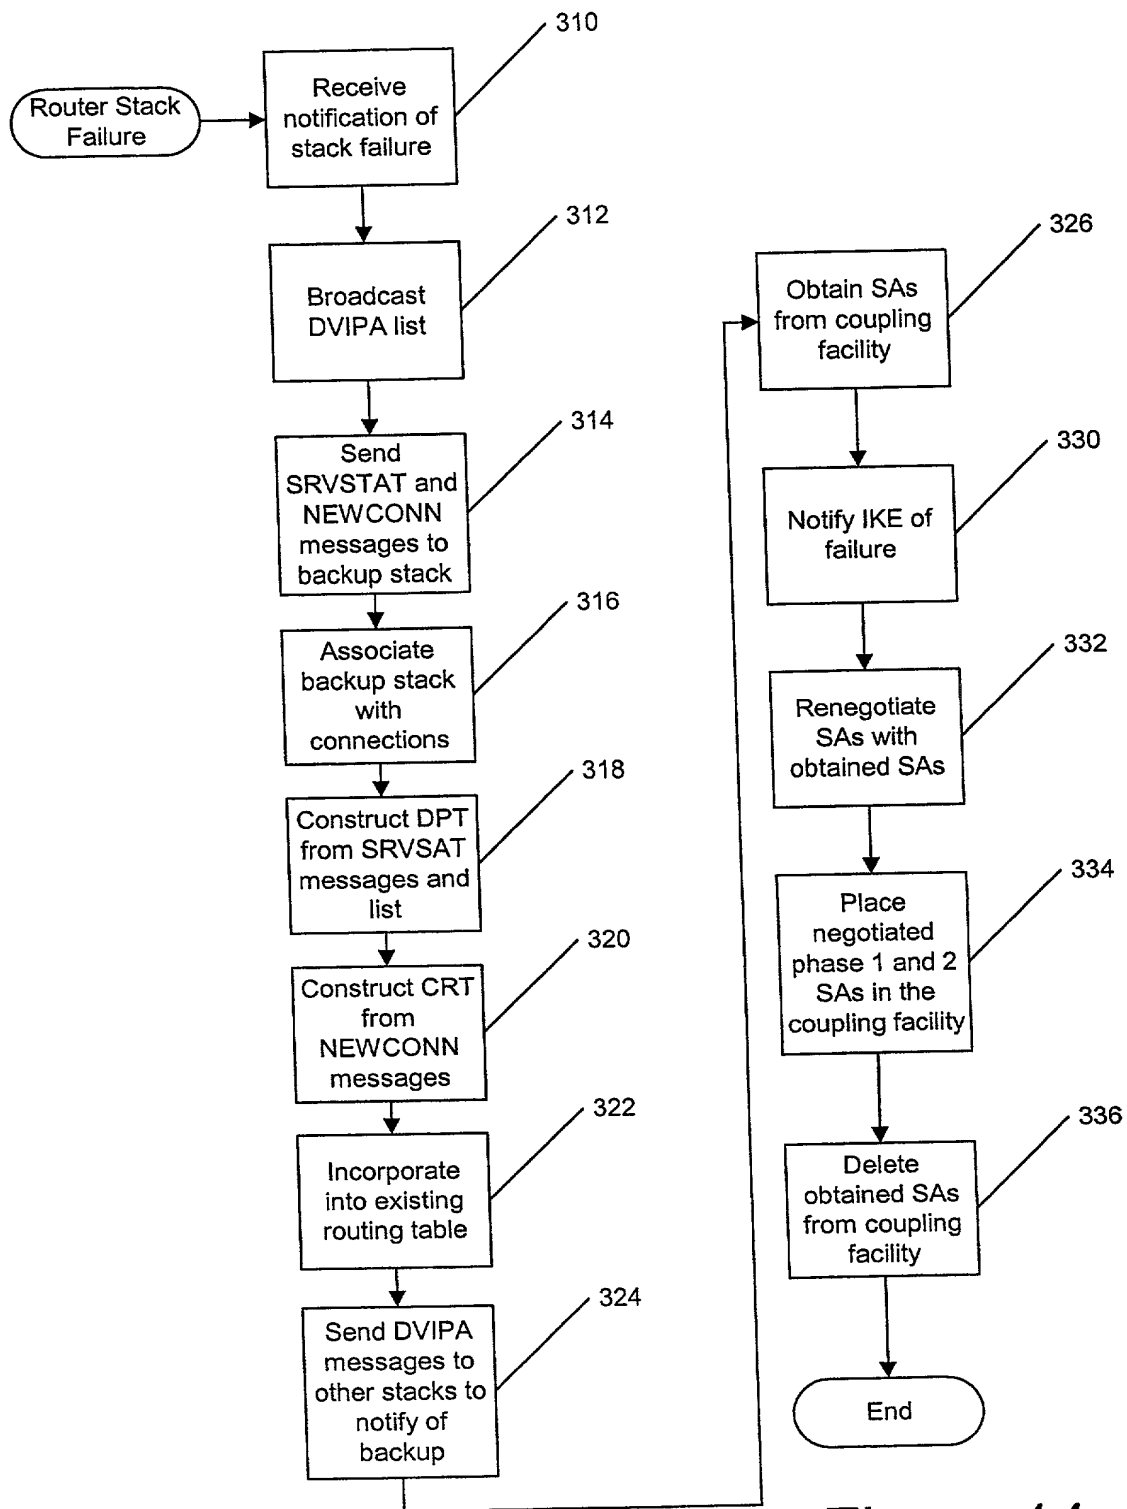 310
Router Stack
Failure
Receive
notification of
stack failure
312
Broadcast
DVIPA list
314
Send
SRVSTAT and
NEWCONN
messages to
backup stack
316
Associate
backup stack
with
connections
318
Construct DPT
from SRVSAT
messages and
list
320
Construct CRT
from
NEWCONN
messages
322
Incorporate
into existing
routing table
324
Send DVIPA
messages to
other stacks to
notify of
backup
326
Obtain SAs
from coupling
facility
330
Notify IKE of
failure
332
Renegotiate
SAs with
obtained SAs
334
Place
negotiated
phase 1 and 2
SAs in the
coupling facility
336
Delete
obtained SAs
from coupling
facility
End